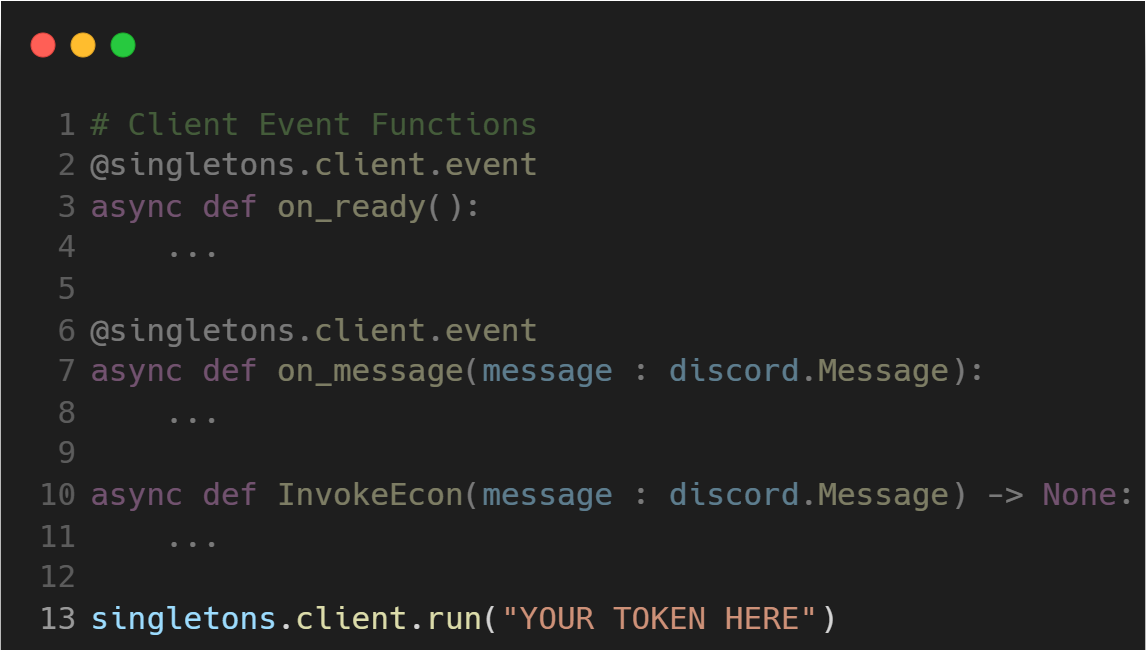 1 # Client Event Functions
2 @singletons.client.event
3 async def on_ready():
4     ...
5
6 @singletons.client.event
7 async def on_message(message : discord.Message):
8     ...
9
10 async def InvokeEcon(message : discord.Message) -> None:
11     ...
12
13 singletons.client.run("YOUR TOKEN HERE")